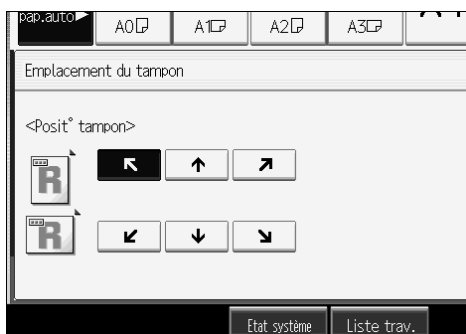 pap.auto A0 A1 A2 A3
Emplacement du tampon
<Posit° tampon>
R
R
Etat système Liste trav.